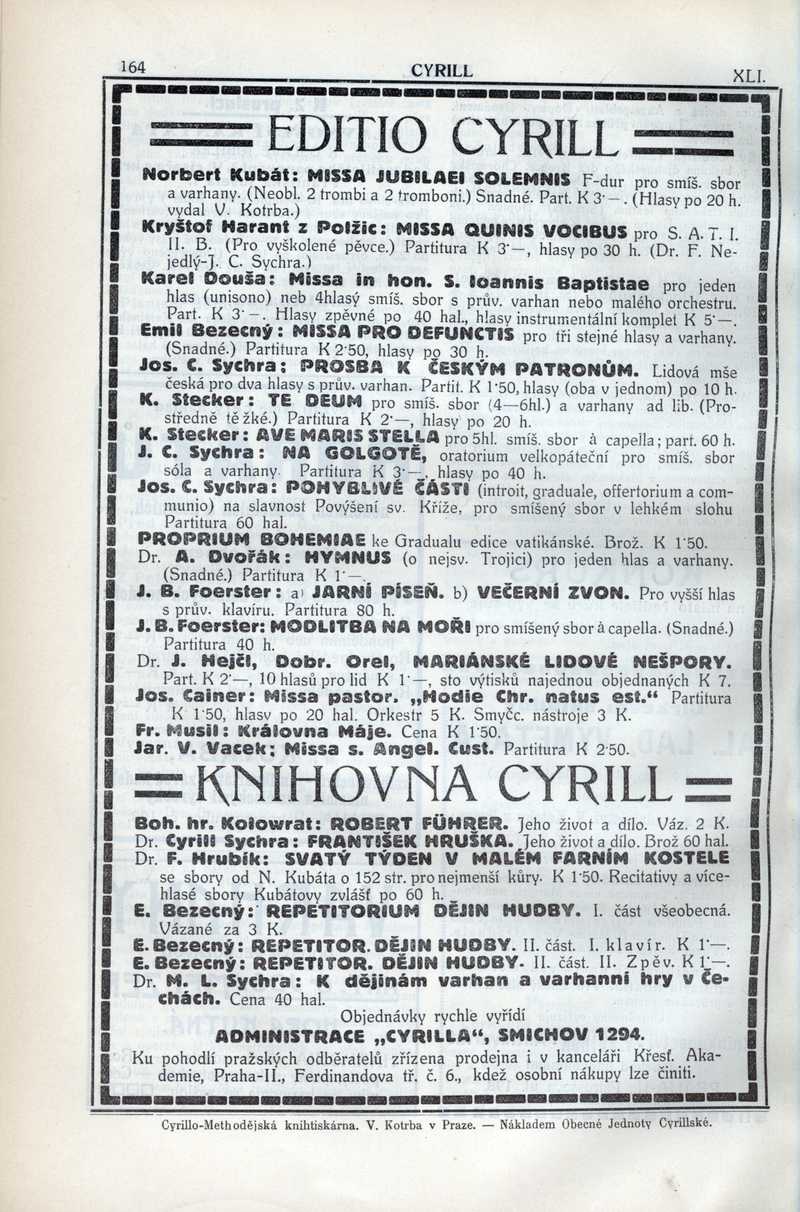 164
CYRILL
XLI.
EDITIO CYRILL
Norbert Kubát: MISSA JUBILAEI SOLEMNIS F-dur pro smíš. sbor
a varhany. (Neobl. 2 trombi a 2 tromboni.) Snadné. Part. K 3·—. (Hlasy po 20 h.
vydal V. Kotrba.)
Kryštof Harant z Polžic: MISSA QUINIS VOCIBUS pro S. A. T. I.
II. B. (Pro vyškolené pěvce.) Partitura K 3·—, hlasy po 30 h. (Dr. F. Ne-
jedlý-J. C. Sychra.)
Karel Douša: Missa in hon. S. Ioannis Baptistae pro jeden
hlas (unisono) neb 4hlasý smíš. sbor s prův. varhan nebo malého orchestru.
Part. K 3·—. Hlasy zpěvné po 40 hal., hlasy instrumentální komplet K 5·—.
Emil Bezecný: MISSA PRO DEFUNCTIS pro tři stejné hlasy a varhany.
(Snadné.) Partitura K 2·50, hlasy po 30 h.
Jos. C. Sychra: PROSBA K ČESKÝM PATRONŮM. Lidová mše
česká pro dva hlasy s prův. varhan. Partit. K 1·50, hlasy (oba v jednom) po 10 h.
K. Stecker: TE DEUM pro smíš. sbor (4—6hl.) a varhany ad lib. (Pro-
středně těžké.) Partitura K 2·—, hlasy po 20 h.
K. Stecker: AVE MARIS STELLA pro 5hl. smíš. sbor à capella; part. 60 h.
J. C. Sychra: NA GOLGOTĚ, oratorium velkopáteční pro smíš. sbor
sóla a varhany. Partitura K 3·—, hlasy po 40 h.
Jos. C. Sychra: POHYBLIVÉ ČÁSTI (introit, graduale, offertorium a com-
munio) na slavnost Povýšení sv. Kříže, pro smíšený sbor v lehkém slohu
Partitura 60 hal.
PROPRIUM BOHEMIAE ke Gradualu edice vatikánské. Brož. K 1·50.
Dr. A. Dvořák: HYMNUS (o nejsv. Trojici) pro jeden hlas a varhany.
(Snadné.) Partitura K 1·—.
J. B. Foerster: a) JARNÍ PÍSEŇ. b) VEČERNÍ ZVON. Pro vyšší hlas
s prův. klavíru. Partitura 80 h.
J. B. Foerster: MODLITBA NA MOŘI pro smíšený sbor à capella. (Snadné.)
Partitura 40 h.
Dr. J. Hejčl, Dobr. Orel, MARIÁNSKÉ LIDOVÉ NEŠPORY.
Part. K 2·—, 10 hlasů pro lid K 1·—, sto výtisků najednou objednaných K 7.
Jos. Cainer: Missa pastor. „Hodie Chr. natus est.“ Partitura
K 1·50, hlasy po 20 hal. Orkestr 5 K. Smyčc. nástroje 3 K.
Fr. Musil: Královna Máje. Cena K 1·50.
Jar. V. Vacek: Missa s. Angel. Cust. Partitura K 2·50.
KNIHOVNA CYRILL
Boh. hr. Kolowrat: ROBERT FÜHRER. Jeho život a dílo. Váz. 2 K.
Dr. Cyrill Sychra: FRANTIŠEK HRUŠKA. Jeho život a dílo. Brož 60 hal.
Dr. F. Hrubík: SVATÝ TÝDEN V MALÉM FARNÍM KOSTELE
se sbory od N. Kubáta o 152 str. pro nejmenší kůry. K 1·50. Recitativy a více-
hlasé sbory Kubátovy zvlášť po 60 h.
E. Bezecný: REPETITORIUM DĚJIN HUDBY. I. část všeobecná.
Vázané za 3 K.
E. Bezecný: REPETITOR. DĚJIN HUDBY. II. část. I. klavír. K 1·—.
E. Bezecný: REPETITOR. DĚJIN HUDBY. II. část. II. Zpěv. K 1·—.
Dr. M. L. Sychra: K dějinám varhan a varhanní hry v Če-
chách. Cena 40 hal.
Objednávky rychle vyřídí
ADMINISTRACE „CYRILLA“, SMICHOV 1294.
Ku pohodlí pražských odběratelů zřízena prodejna i v kanceláři Křesť. Aka-
demie, Praha-II., Ferdinandova tř. č. 6., kdež osobní nákupy lze činiti.
Cyrillo-Methodějská knihtiskárna. V. Kotrba v Praze. — Nákladem Obecné Jednoty Cyrillské.